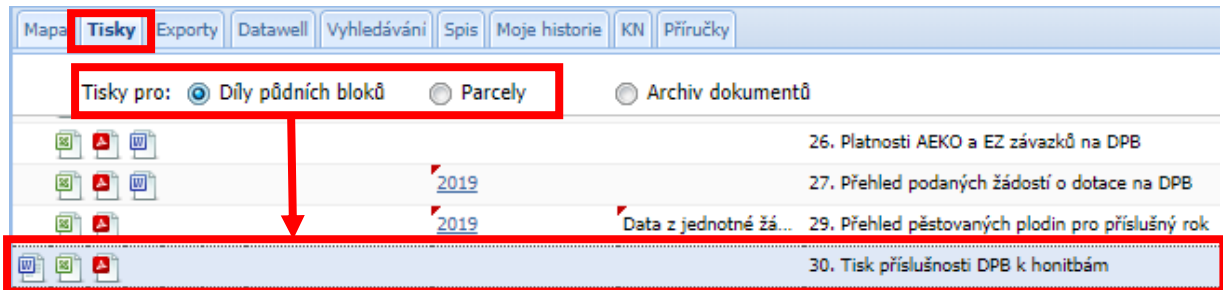 Mapa Tisky Exporty Datawell Vyhledávání Spis Moje historie KN Příručky
Tisky pro: Díly půdních bloků Parcely Archiv dokumentů
26. Platnosti AEKO a EZ závazků na DPB
2019 27. Přehled podaných žádostí o dotace na DPB
2019 Data z jednotné žá... 29. Přehled pěstovaných plodin pro příslušný rok
30. Tisk příslušnosti DPB k honitbám